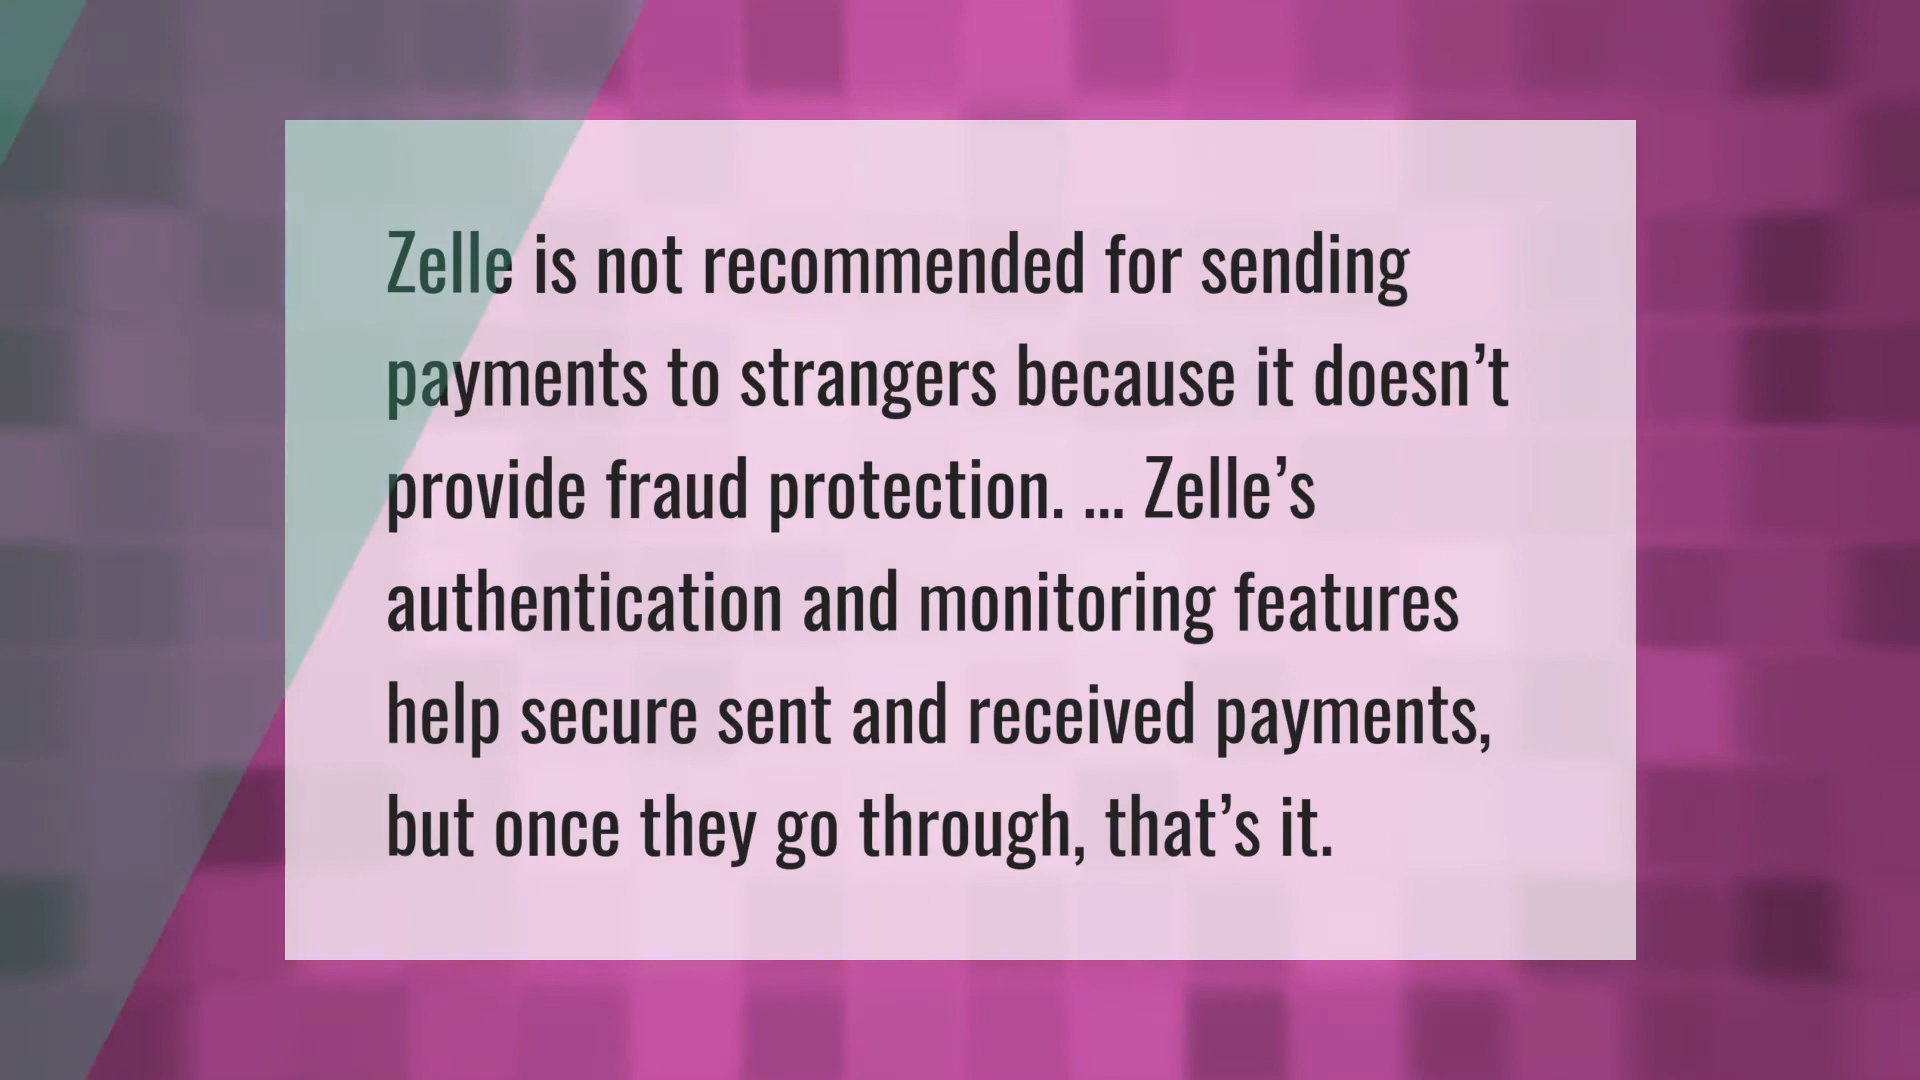 Zelle is not recommended for sending
payments to strangers because it doesn’t
provide fraud protection. ... Zelle’s
authentication and monitoring features
help secure sent and received payments,
but once they go through, that’s it.